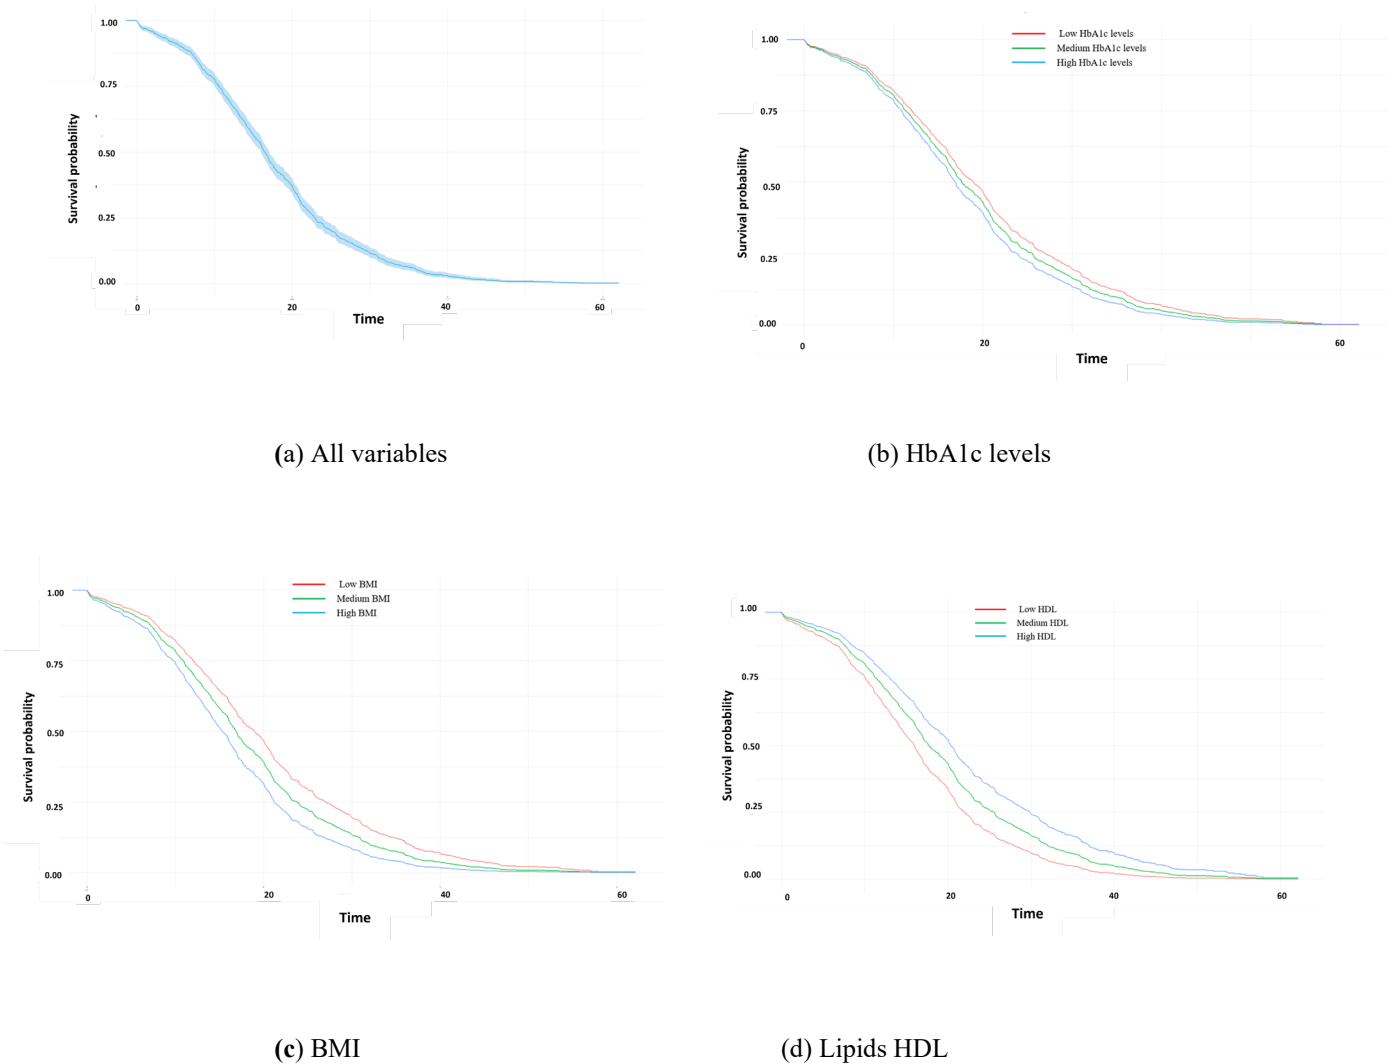 1.00
0.75
0.50
0.25
0.00
Survival probability
0
20
40
60
Time
(a) All variables
Low HbA1c levels
Medium HbA1c levels
High HbA1c levels
1.00
0.75
0.50
0.25
0.00
Survival probability
0
20
60
Time
(b) HbA1c levels
Low BMI
Medium BMI
High BMI
1.00
0.75
0.50
0.25
0.00
Survival probability
0
20
40
60
Time
(c) BMI
Low HDL
Medium HDL
High HDL
1.00
0.75
0.50
0.25
0.00
Survival probability
0
20
40
60
Time
(d) Lipids HDL